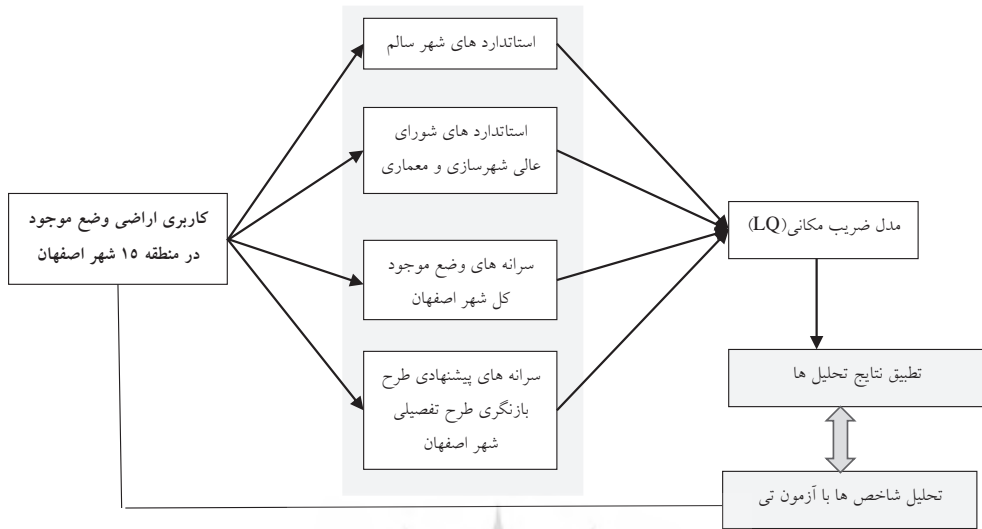 استاتدارد های شهر سالم
استاتدارد های شورای
عالی شهرسازی و معماری
کاربری اراضی وضع موجود
در منطقه ۱۵ شهر اصفهان
مدل ضریب مکانی(LQ)
سرانه های وضع موجود
کل شهر اصفهان
سرانه های پیشنهادی طرح
بازنگری طرح تفصیلی
شهر اصفهان
تطبیق نتایج تحلیل ها
تحلیل شاخص ها با آزمون تی